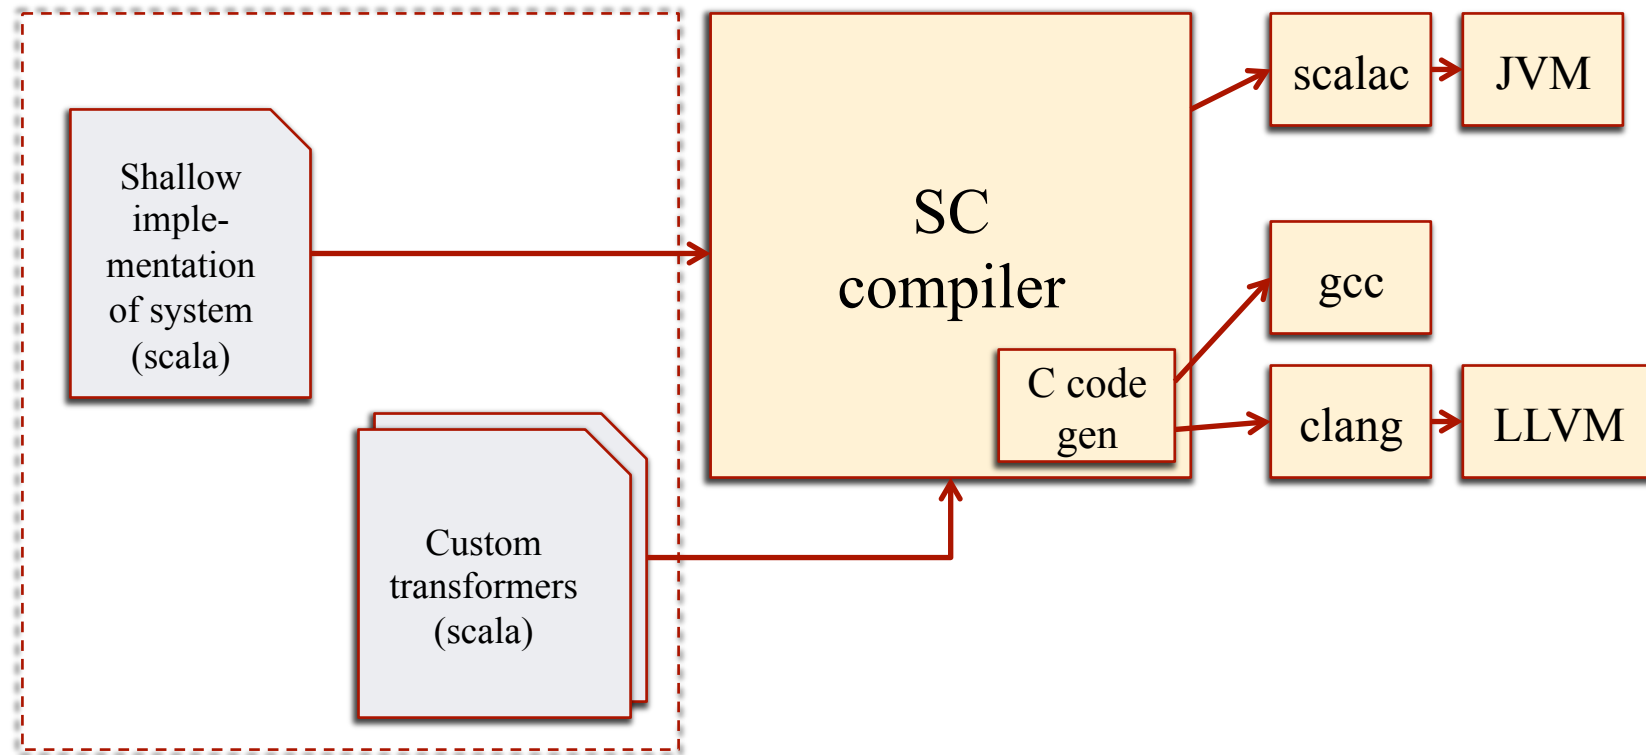 Shallow
imple-
mentation
of system
(scala)
Custom
transformers
(scala)
SC
compiler
C code
gen
scalac
JVM
gcc
clang
LLVM